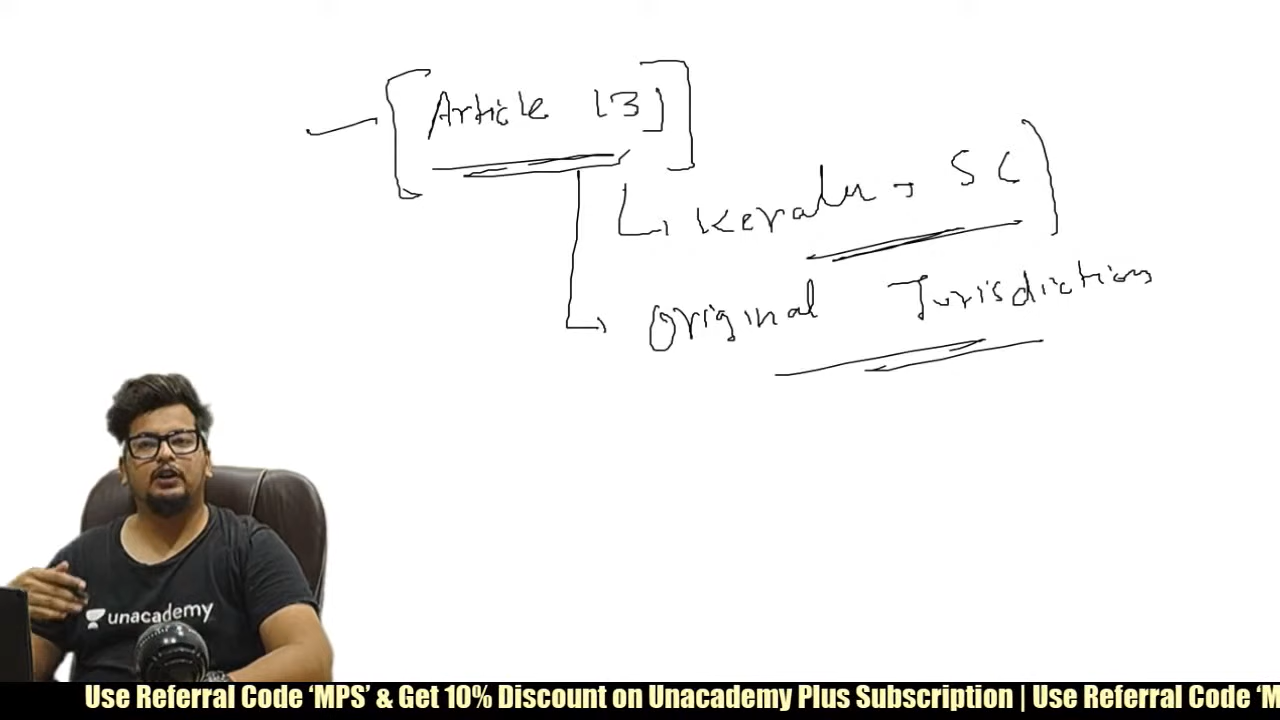 Article 131
Kerala → SC
Original Jurisdiction
unacademy
Use Referral Code ‘MPS’ & Get 10% Discount on Unacademy Plus Subscription | Use Referral Code ‘M